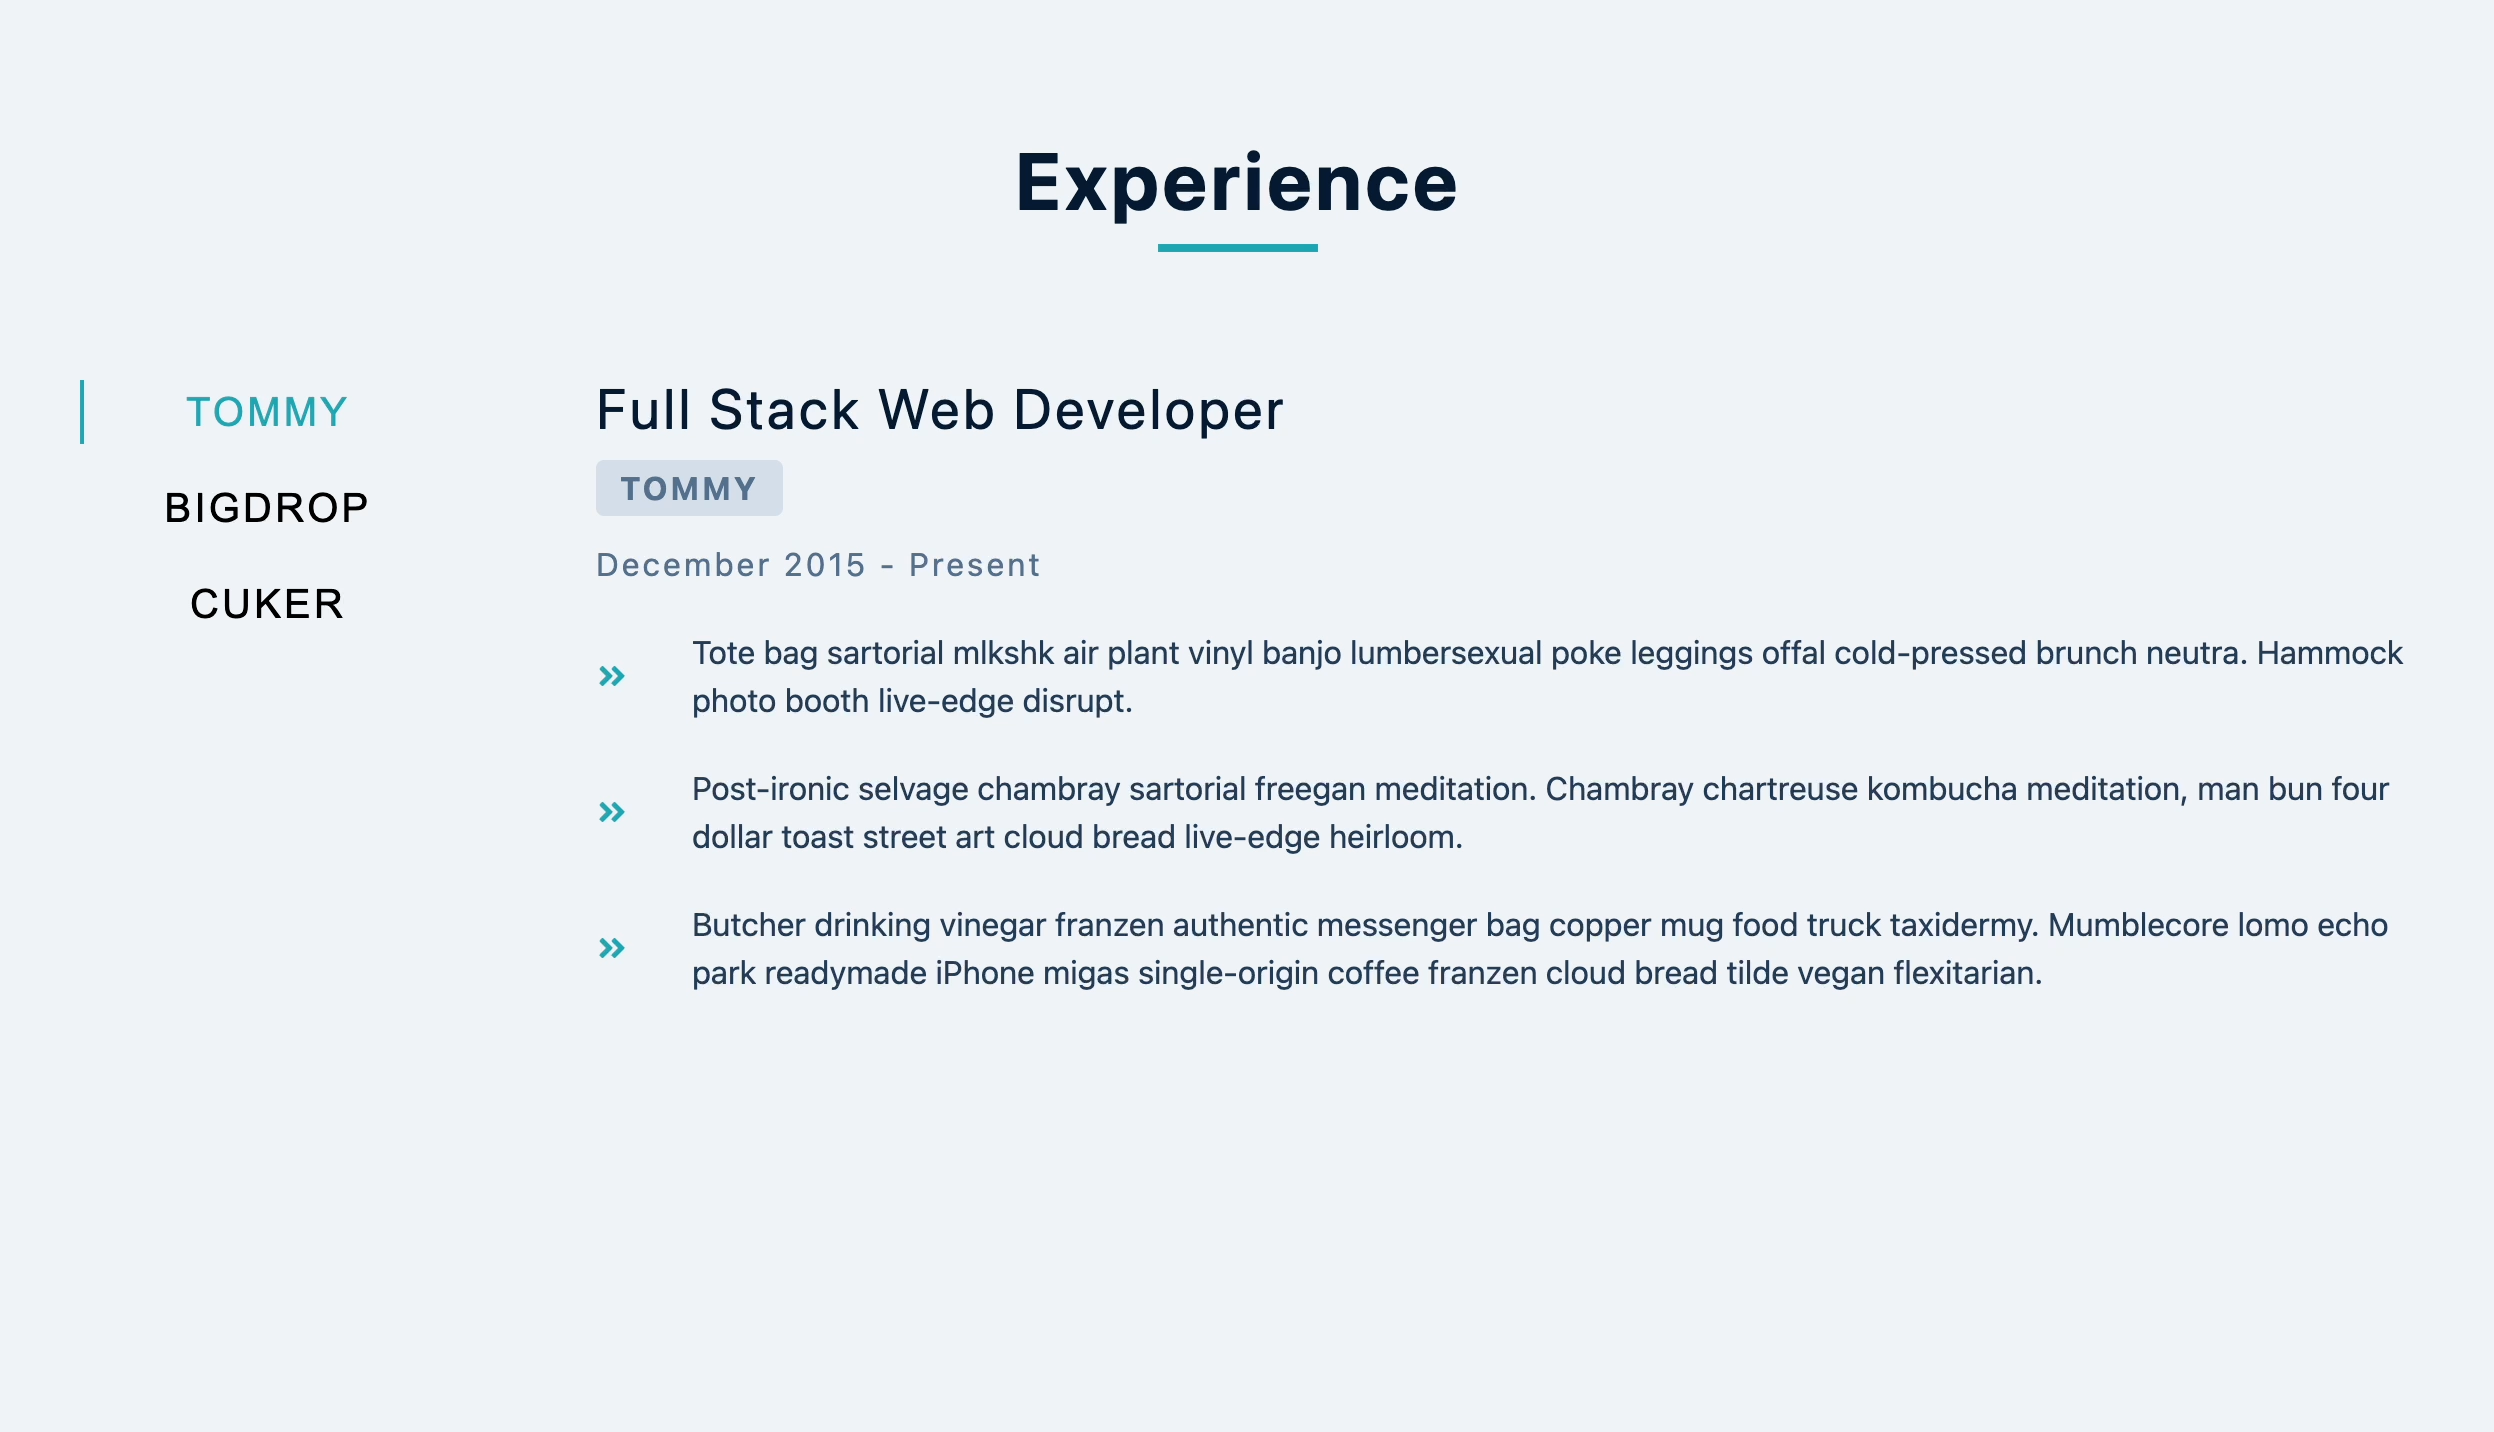 Experience
TOMMY
BIGDROP
CUKER
Full Stack Web Developer
TOMMY
December 2015 - Present
Tote bag sartorial mlkshk air plant vinyl banjo lumbersexual poke leggings offal cold-pressed brunch neutra. Hammock
photo booth live-edge disrupt.
Post-ironic selvage chambray sartorial freegan meditation. Chambray chartreuse kombucha meditation, man bun four
dollar toast street art cloud bread live-edge heirloom.
Butcher drinking vinegar franzen authentic messenger bag copper mug food truck taxidermy. Mumblecore lomo echo
park readymade iPhone migas single-origin coffee franzen cloud bread tilde vegan flexitarian.